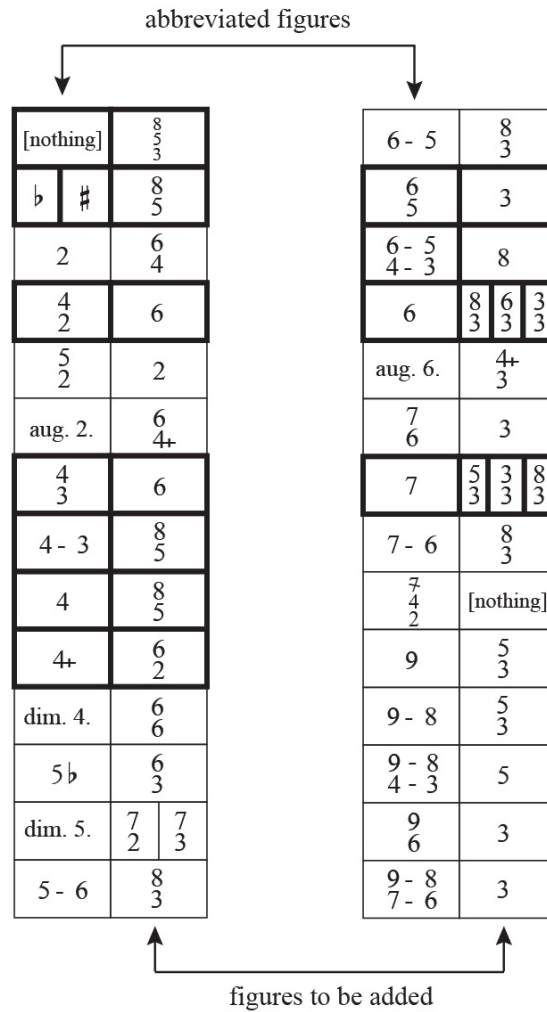 abbreviated figures
[nothing] 8 5 3
♭ ♯ 8 5
2 6 4
4 2 6
5 2 2
aug. 2. 6 4+
4 3 6
4 - 3 8 5
4 8 5
4+ 6 2
dim. 4. 6 6
5♭ 6 3
dim. 5. 7 2 7 3
5 - 6 8 3
6 - 5 8 3
6 5 3
6 - 5 4 - 3 8
6 8 3 6 3 3 3
aug. 6. 4+ 3
7 6 3
7 5 3 3 3 8 3
7 - 6 8 3
7 4 2 [nothing]
9 5 3
9 - 8 5 3
9 - 8 4 - 3 5
9 6 3
9 - 8 7 - 6 3
figures to be added